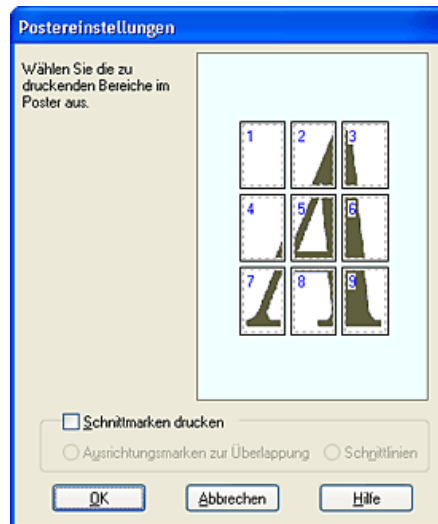 Postereinstellungen
Wählen Sie die zu
druckenden Bereiche im
Poster aus.
1 2 3
4 5 6
7 8 9
Schnittmarken drucken
Ausrichtungsmarken zur Überlappung Schnittlinien
OK Abbrechen Hilfe